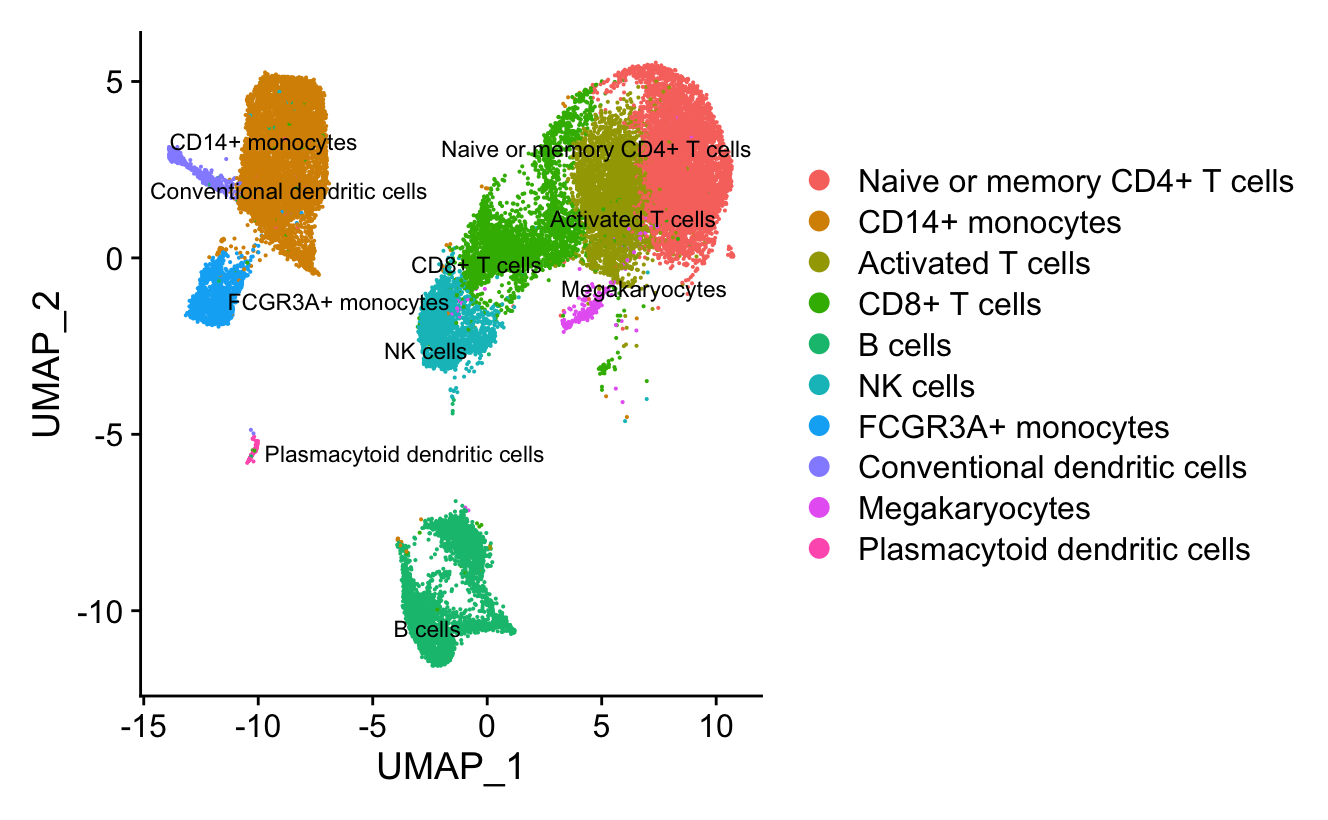 5
0
-5
-10
UMAP_2
CD14+ monocytes
Naive or memory CD4+ T cells
Conventional dendritic cells
Activated T cells
CD8+ T cells
Megakaryocytes
FCGR3A+ monocytes
NK cells
Plasmacytoid dendritic cells
B cells
-15 -10 -5 0 5 10
UMAP_1
Naive or memory CD4+ T cells
CD14+ monocytes
Activated T cells
CD8+ T cells
B cells
NK cells
FCGR3A+ monocytes
Conventional dendritic cells
Megakaryocytes
Plasmacytoid dendritic cells